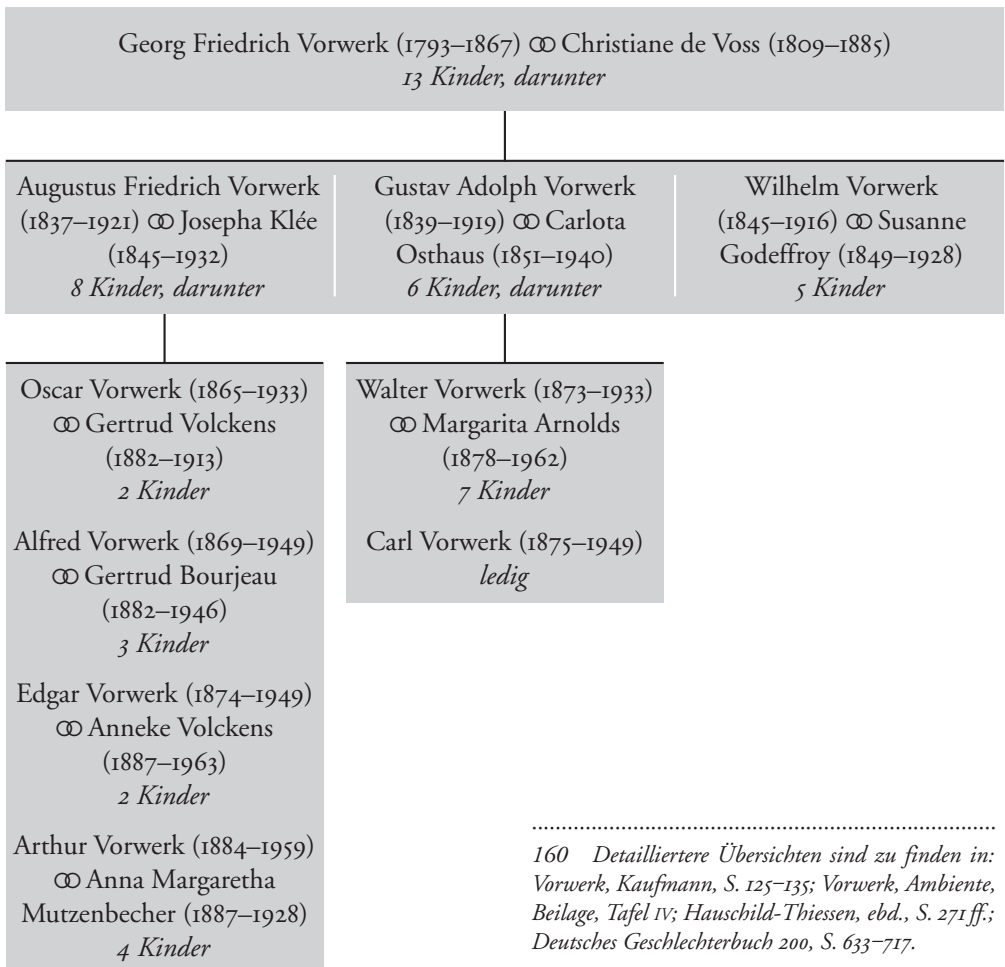 Georg Friedrich Vorwerk (1793–1867) ⚭ Christiane de Voss (1809–1885)
13 Kinder, darunter
Augustus Friedrich Vorwerk
(1837–1921) ⚭ Josepha Klée
(1845–1932)
8 Kinder, darunter
Gustav Adolph Vorwerk
(1839–1919) ⚭ Carlota
Osthaus (1851–1940)
6 Kinder, darunter
Wilhelm Vorwerk
(1845–1916) ⚭ Susanne
Godeffroy (1849–1928)
5 Kinder
Oscar Vorwerk (1865–1933)
⚭ Gertrud Volckens
(1882–1913)
2 Kinder
Alfred Vorwerk (1869–1949)
⚭ Gertrud Bourjeau
(1882–1946)
3 Kinder
Edgar Vorwerk (1874–1949)
⚭ Anneke Volckens
(1887–1963)
2 Kinder
Arthur Vorwerk (1884–1959)
⚭ Anna Margaretha
Mutzenbecher (1887–1928)
4 Kinder
Walter Vorwerk (1873–1933)
⚭ Margarita Arnolds
(1878–1962)
7 Kinder
Carl Vorwerk (1875–1949)
ledig
160 Detailliertere Übersichten sind zu finden in:
Vorwerk, Kaufmann, S. 125–135; Vorwerk, Ambiente,
Beilage, Tafel IV; Hauschild-Thiessen, ebd., S. 271 ff.;
Deutsches Geschlechterbuch 200, S. 633–717.